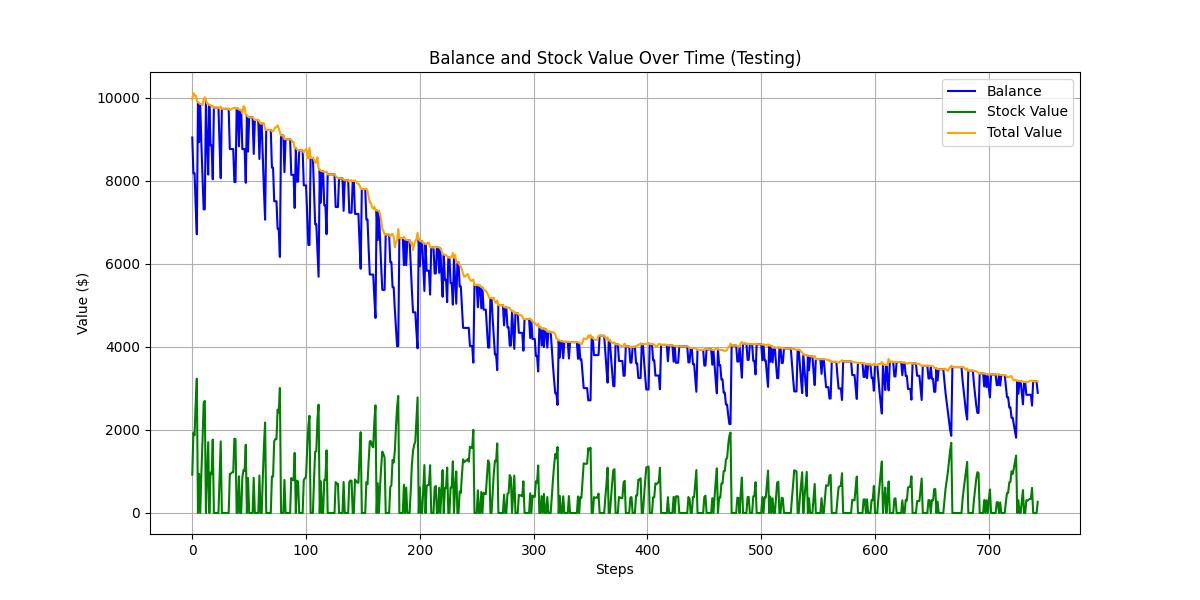 Balance and Stock Value Over Time (Testing)
Balance
Stock Value
Total Value
Value ($)
10000
8000
6000
4000
2000
0
0 100 200 300 400 500 600 700
Steps